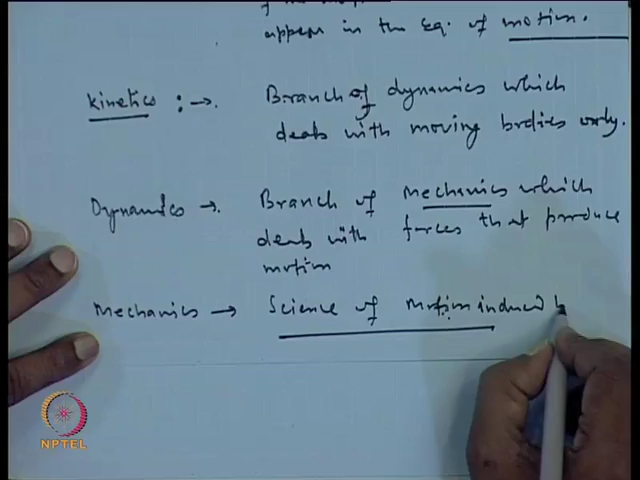 appear in the Eq. of motion.
Kinetics :→. Branch of dynamics which
deals with moving bodies only.
Dynamics → Branch of Mechanics which
deals with forces that produce
motion
Mechanics → Science of Motion induced
NPTEL